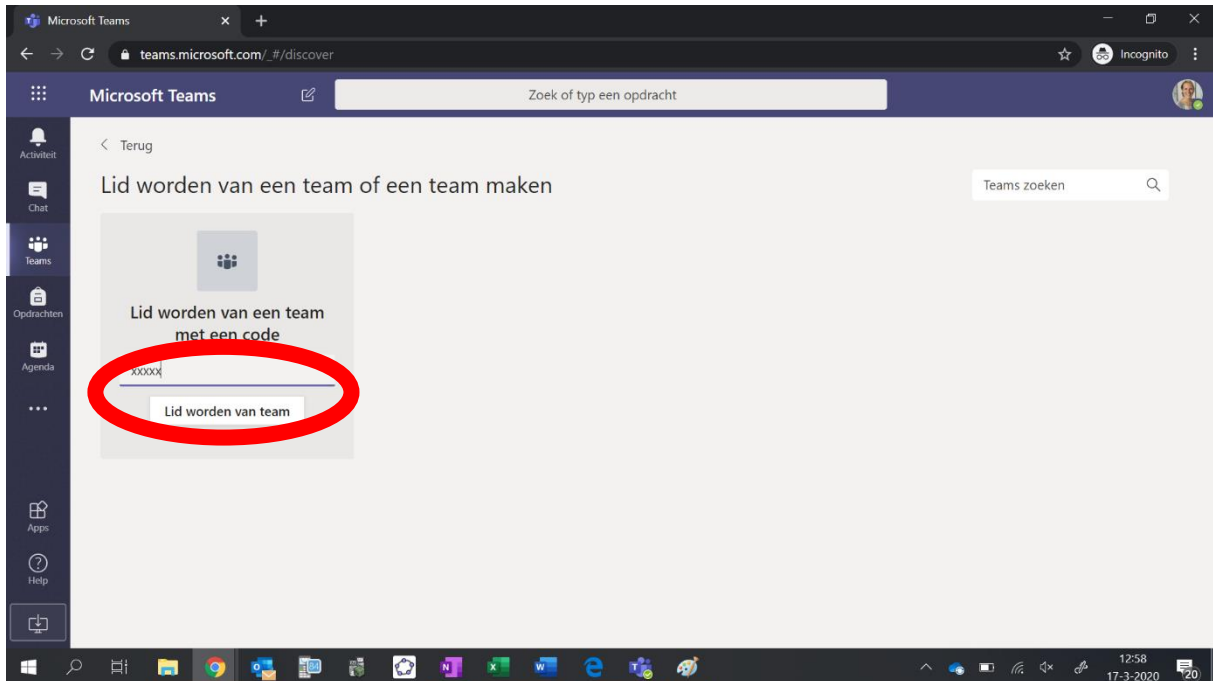 Microsoft Teams
teams.microsoft.com/_#/discover
Incognito
Microsoft Teams
Zoek of typ een opdracht
Activiteit
Chat
Teams
Opdrachten
Agenda
Apps
Help
< Terug
Lid worden van een team of een team maken
Teams zoeken
Lid worden van een team
met een code
xxxxx
Lid worden van team
12:58
17-3-2020
20